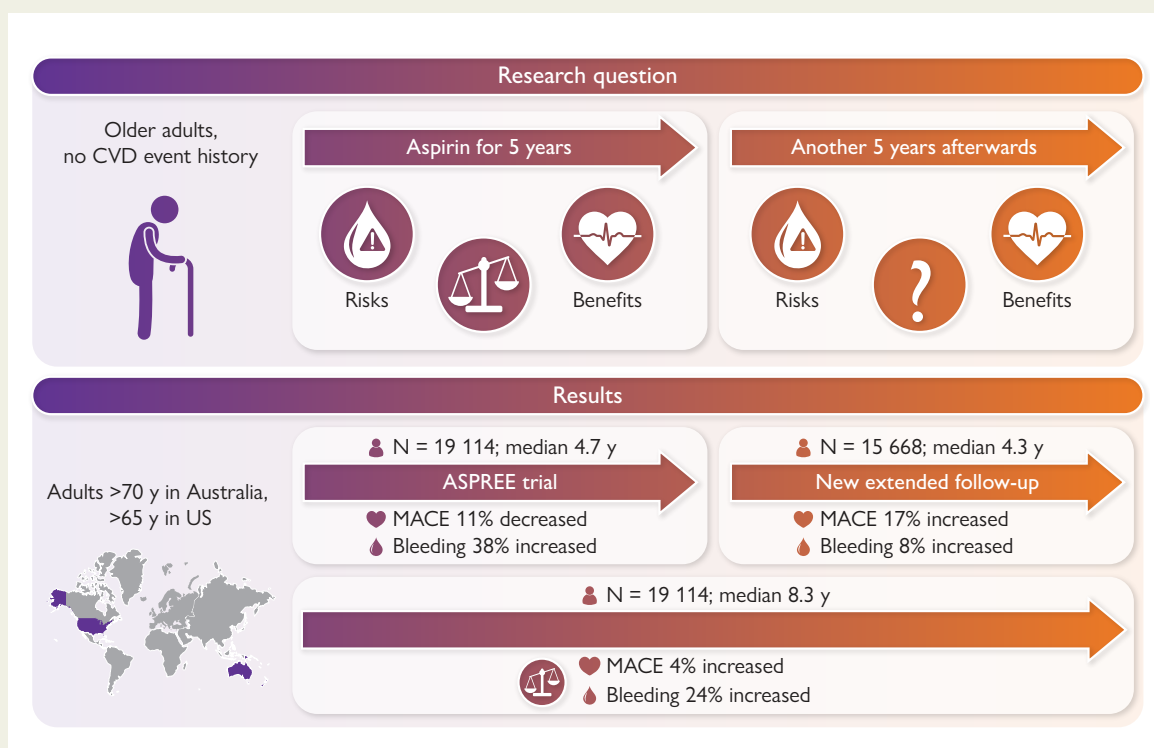 Research question
Older adults,
no CVD event history
Aspirin for 5 years
Risks
Benefits
Another 5 years afterwards
Risks
Benefits
Results
Adults >70 y in Australia,
>65 y in US
N = 19 114; median 4.7 y
ASPREE trial
MACE 11% decreased
Bleeding 38% increased
N = 15 668; median 4.3 y
New extended follow-up
MACE 17% increased
Bleeding 8% increased
N = 19 114; median 8.3 y
MACE 4% increased
Bleeding 24% increased